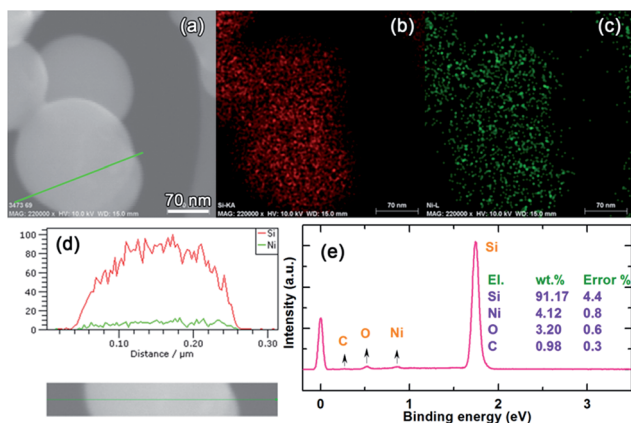 (a)
70 nm
3473 69
MAG: 220000 x HV: 10.0 kV WD: 15.0 mm
(b)
Si-KA
70 nm
MAG: 220000 x HV: 10.0 kV WD: 15.0 mm
(c)
Ni-L
70 nm
MAG: 220000 x HV: 10.0 kV WD: 15.0 mm
(d)
Si
Ni
100
80
60
40
20
0
0.10
0.20
0.30
Distance / µm
(e)
Intensity (a.u.)
C
O
Ni
Si
El. wt.% Error %
Si 91.17 4.4
Ni 4.12 0.8
O 3.20 0.6
C 0.98 0.3
0
1
2
3
Binding energy (eV)